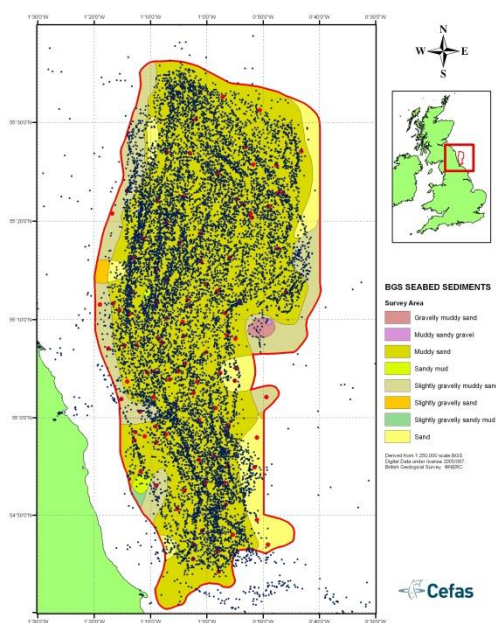 1°30'0"W 1°20'0"W 1°10'0"W 1°0'0"W 0°50'0"W 0°40'0"W 0°30'0"W
N
W E
S
55°30'0"N
55°20'0"N
55°10'0"N
55°0'0"N
54°50'0"N
BGS SEABED SEDIMENTS
Survey Area
Gravelly muddy sand
Muddy sandy gravel
Muddy sand
Sandy mud
Slightly gravelly muddy sand
Slightly gravelly sand
Slightly gravelly sandy mud
Sand
Derived from 1:250,000 scale BGS
Digital Data under license
British Geological Survey. ©NERC.
Cefas